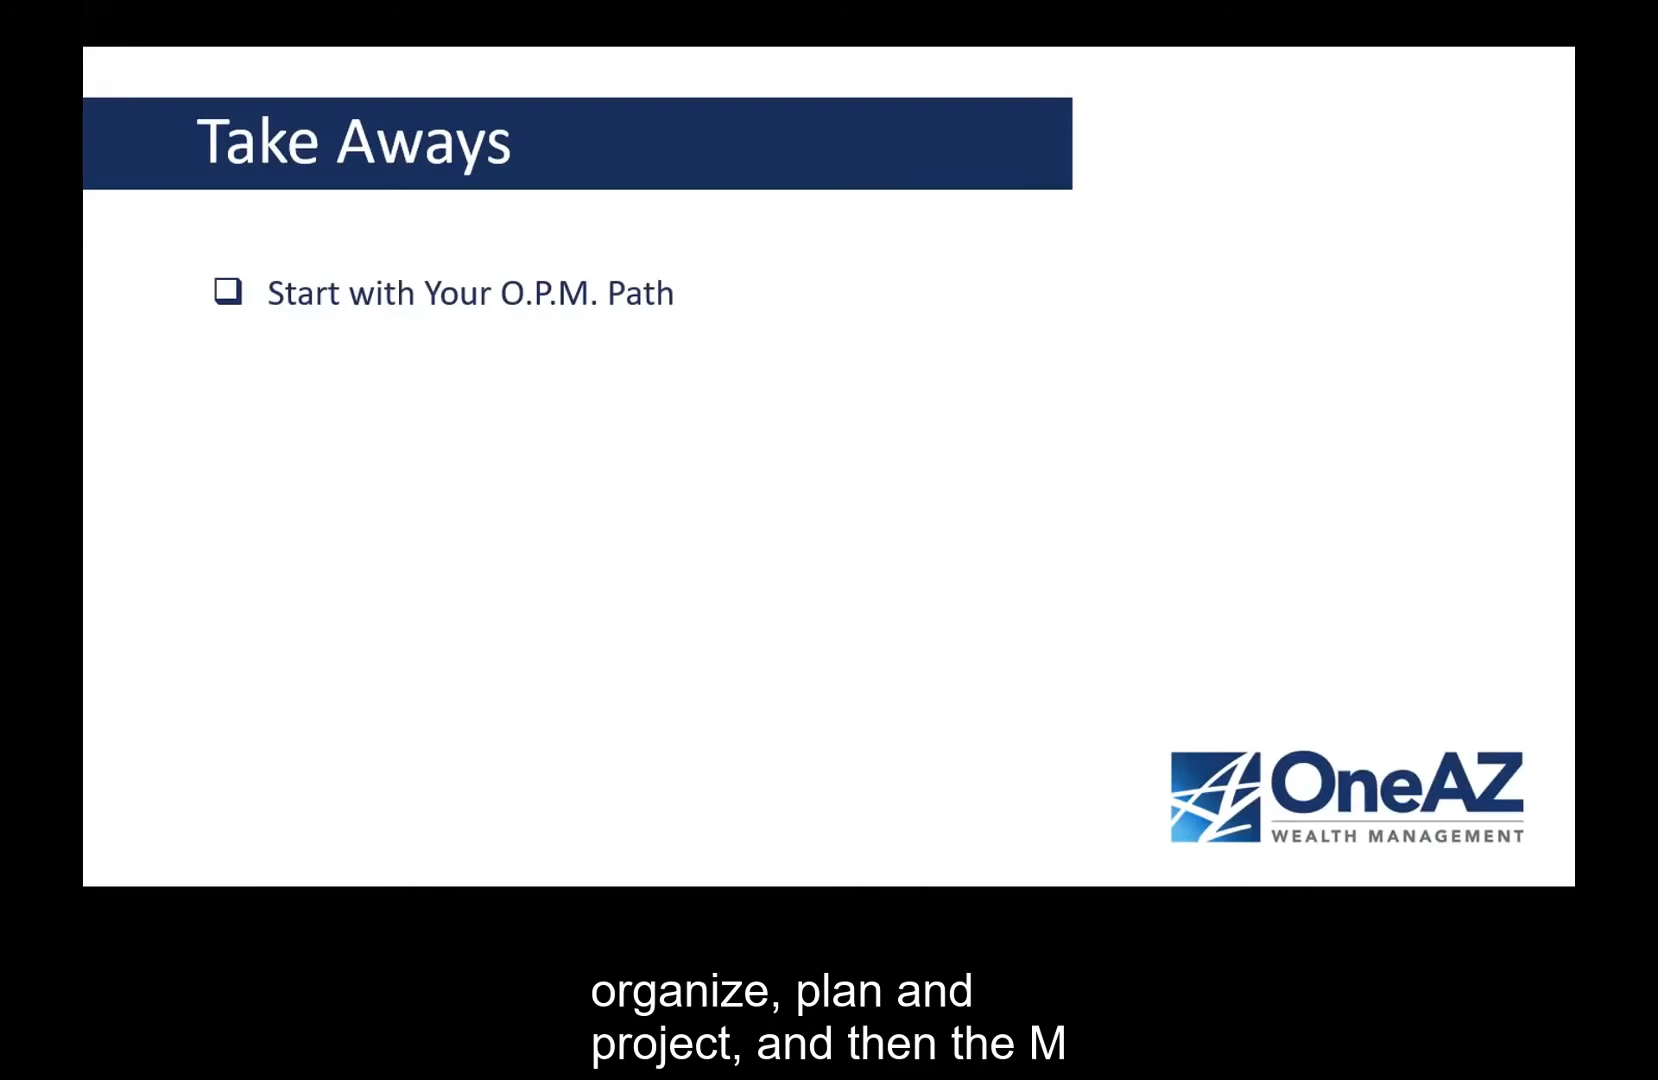 Take Aways
Start with Your O.P.M. Path
OneAZ
WEALTH MANAGEMENT
organize, plan and
project, and then the M